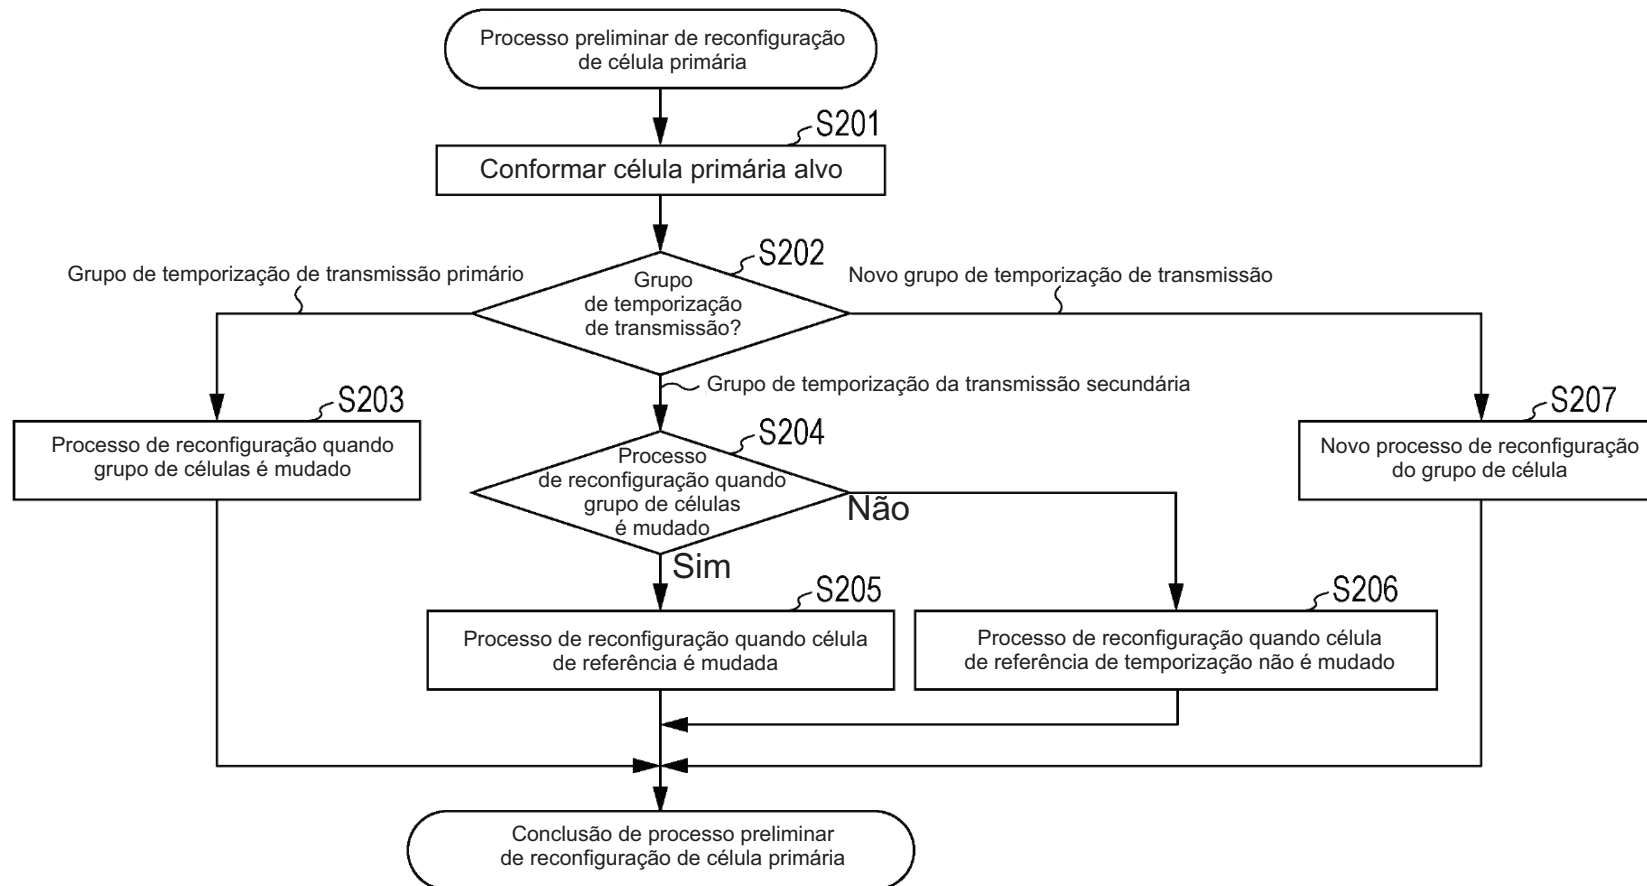 Processo preliminar de reconfiguração
de célula primária
S201
Conformar célula primária alvo
S202
Grupo de temporização de transmissão primário
Grupo
de temporização
de transmissão?
Novo grupo de temporização de transmissão
Grupo de temporização da transmissão secundária
S203
Processo de reconfiguração quando
grupo de células é mudado
S204
Processo
de reconfiguração quando
grupo de células
é mudado
Não
Sim
S207
Novo processo de reconfiguração
do grupo de célula
S205
Processo de reconfiguração quando célula
de referência é mudada
S206
Processo de reconfiguração quando célula
de referência de temporização não é mudado
Conclusão de processo preliminar
de reconfiguração de célula primária